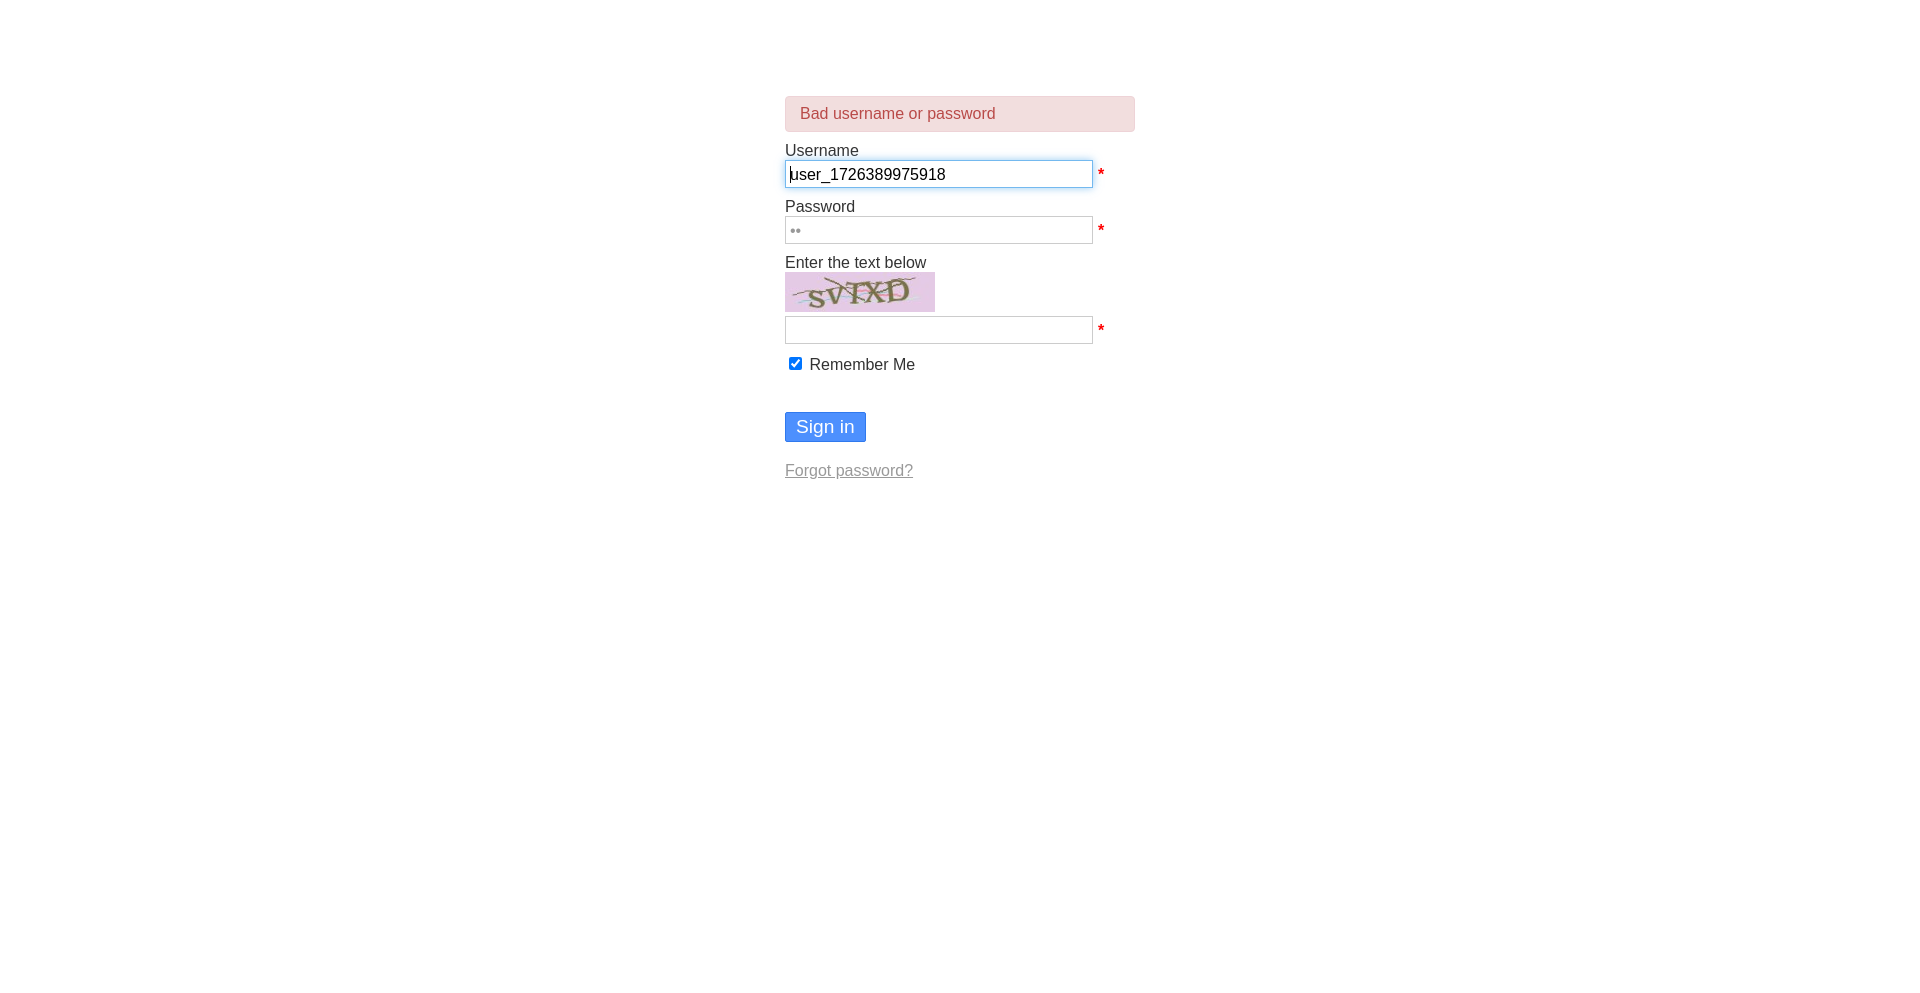 Bad username or password
Username
user_1726389975918 *
Password
•• *
Enter the text below
SVTXD
*
Remember Me
Sign in
Forgot password?